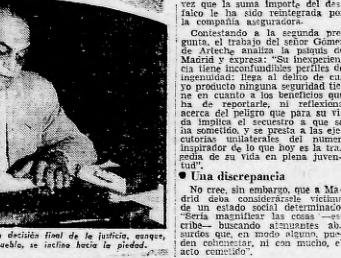 vez que la suma importe del des-
falco le ha sido reintegrada por
la compañía aseguradora.
Contestando a la segunda pre-
gunta, el trabajo del señor Gómez
de Arteche analiza la psiquis de
Madrid y expresa: "Su inexperien-
cia tiene inconfundibles perfiles de
ingenuidad: llega al delito de cu-
yo producto ninguna seguridad tie-
ne en cuanto a los beneficios que
ha de reportarle, ni reflexiona
acerca del peligro que para su vi-
da implica el secuestro a que se
ha sometido, y se presta a las eje-
cutorias unilaterales del
inspirador de lo que hoy es la tra-
gedia de su vida en plena juven-
tud".
● Una discrepancia
No cree, sin embargo, que a Ma-
drid deba considerársele víctima
de un estado social determinado.
"Sería magnificar las cosas —es-
cribe— buscando atenuantes ab-
surdos que, en modo alguno, pue-
den cohonestar, ni con mucho, el
acto cometido".
decisión final de la justicia, aunque,
pueblo, se inclina hacia la piedad.